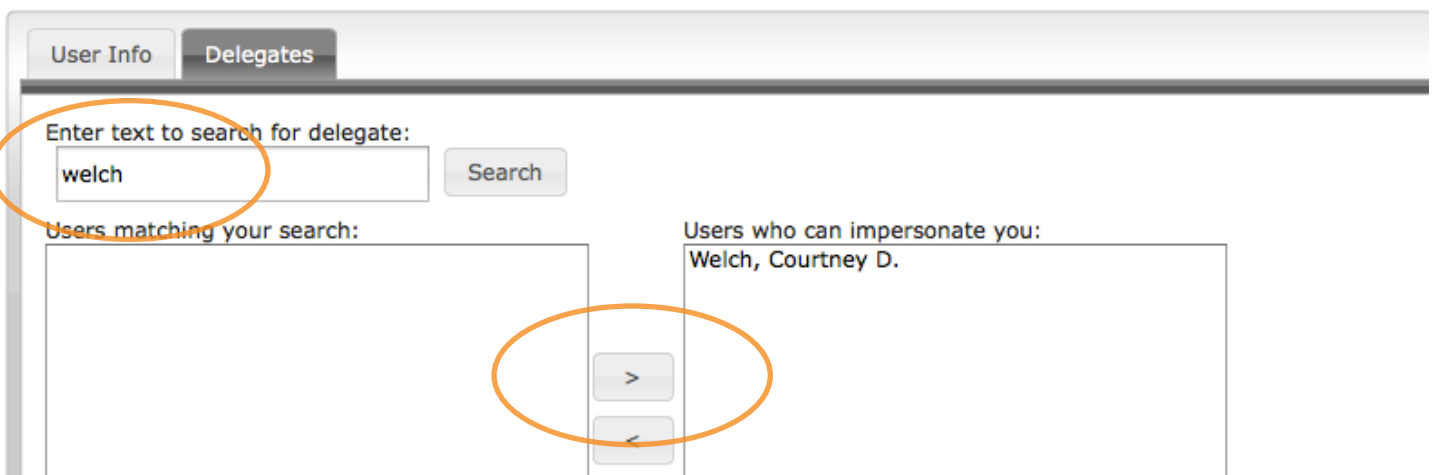 User Info Delegates
Enter text to search for delegate:
welch Search
Users matching your search: Users who can impersonate you:
Welch, Courtney D.
>
<